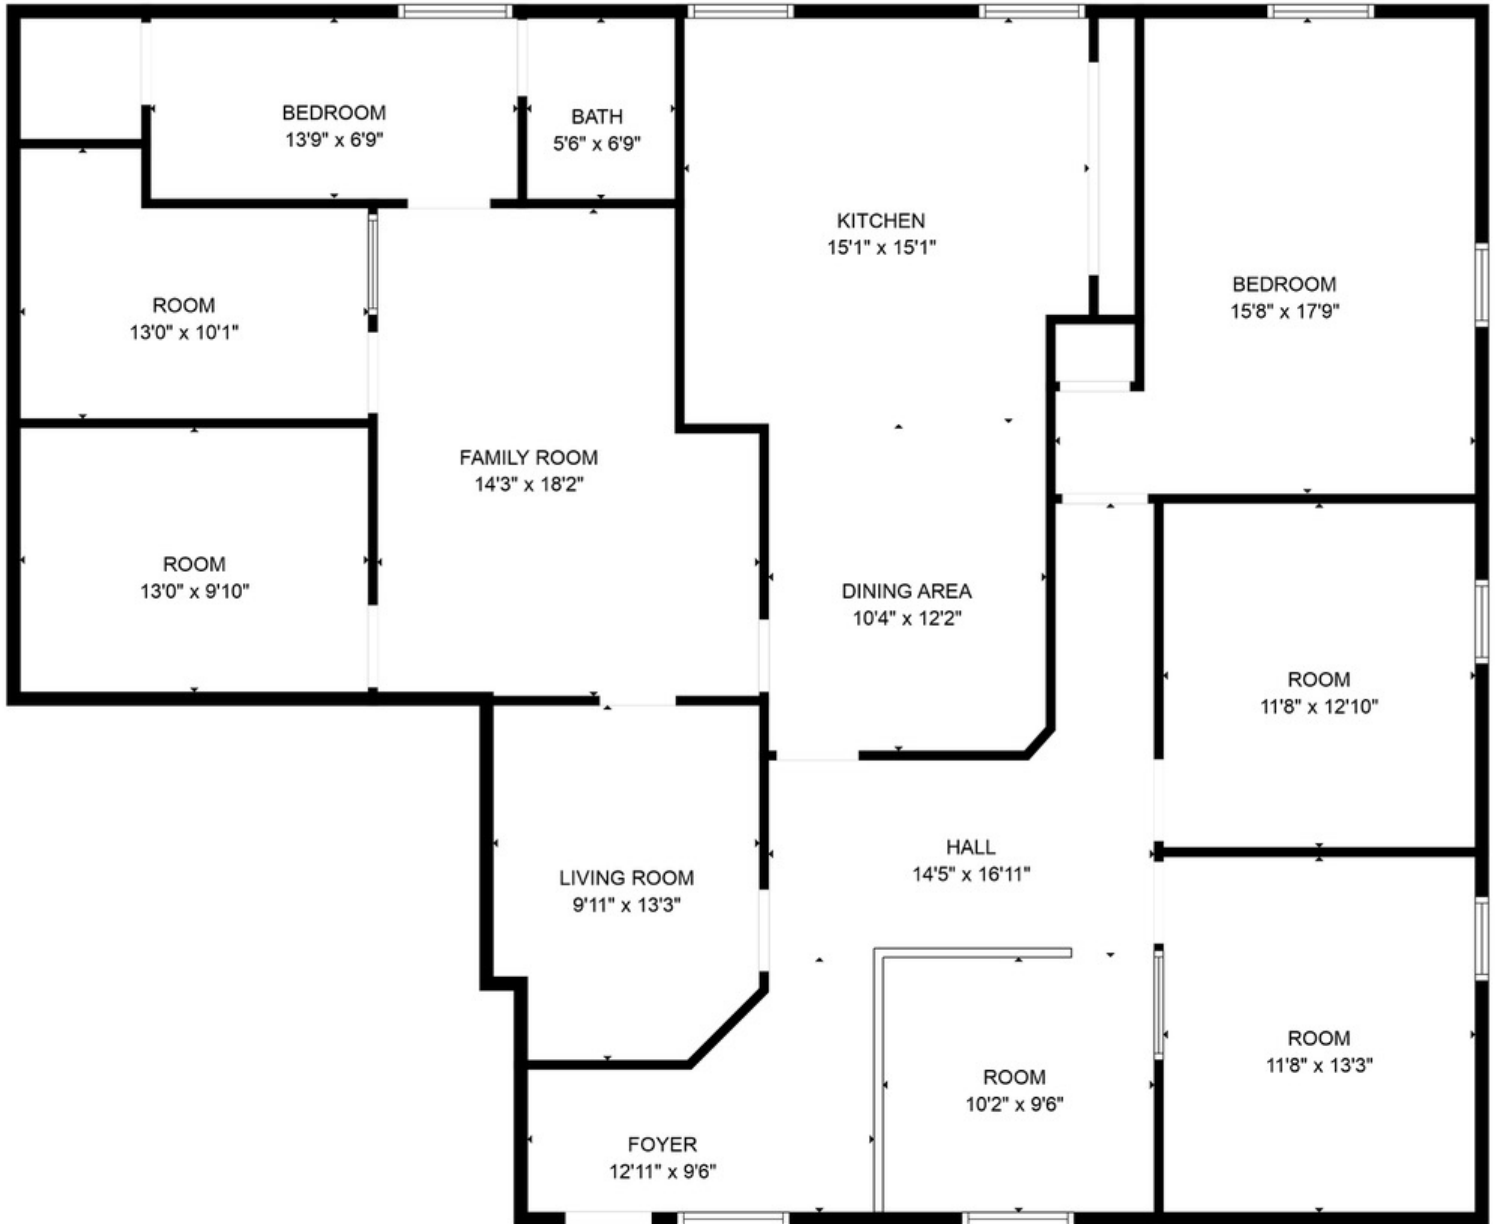 BEDROOM
13'9" x 6'9"
BATH
5'6" x 6'9"
KITCHEN
15'1" x 15'1"
BEDROOM
15'8" x 17'9"
ROOM
13'0" x 10'1"
FAMILY ROOM
14'3" x 18'2"
ROOM
13'0" x 9'10"
DINING AREA
10'4" x 12'2"
ROOM
11'8" x 12'10"
HALL
14'5" x 16'11"
LIVING ROOM
9'11" x 13'3"
ROOM
11'8" x 13'3"
ROOM
10'2" x 9'6"
FOYER
12'11" x 9'6"